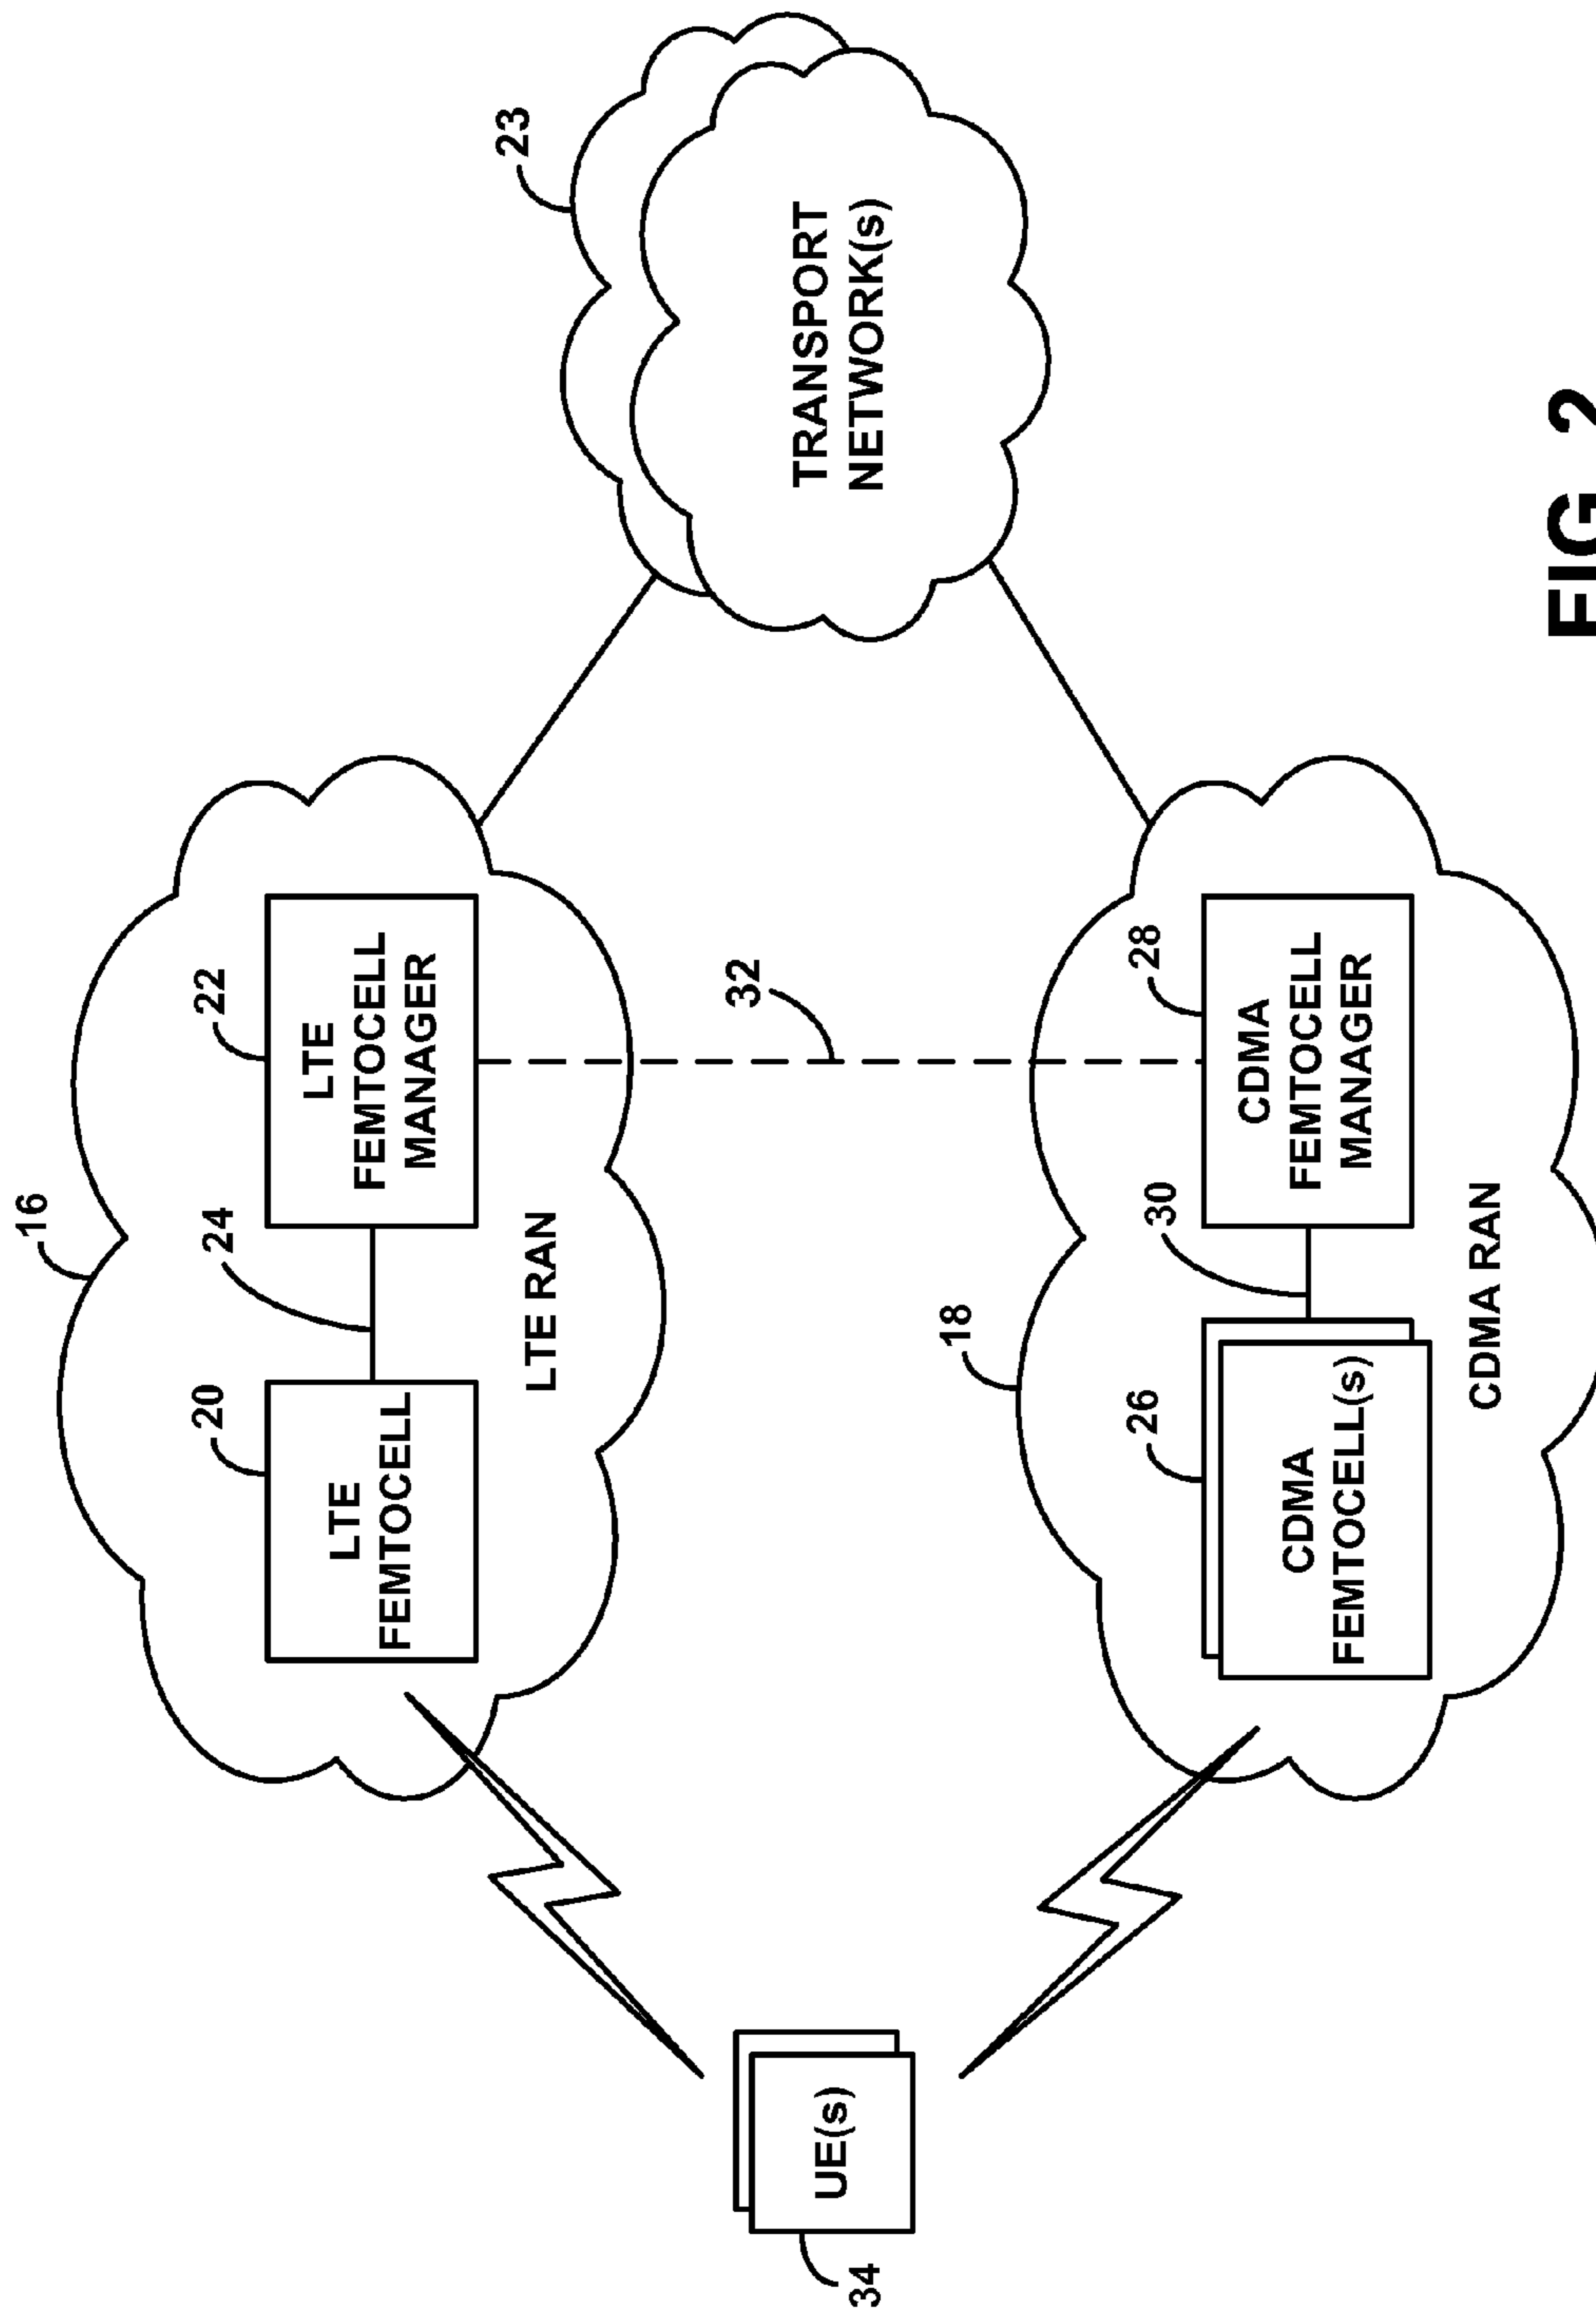 16
20
LTE
FEMTOCELL
24
22
LTE
FEMTOCELL
MANAGER
LTE RAN
23
TRANSPORT
NETWORK(s)
34
UE(s)
32
18
26
CDMA
FEMTOCELL(s)
30
28
CDMA
FEMTOCELL
MANAGER
CDMA RAN
FIG. 2